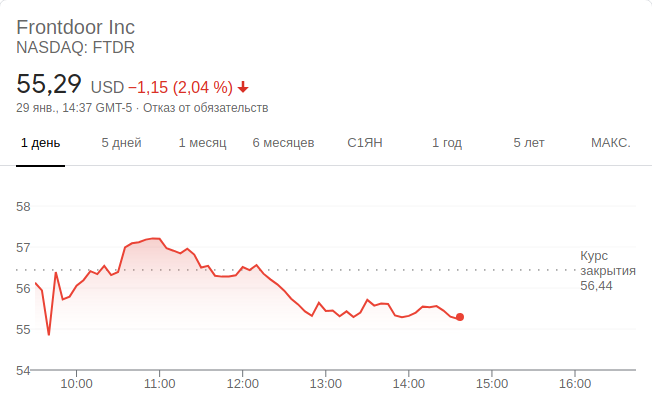 Frontdoor Inc
NASDAQ: FTDR
55,29 USD −1,15 (2,04 %)
29 янв., 14:37 GMT-5 · Отказ от обязательств
1 день 5 дней 1 месяц 6 месяцев С1ЯН 1 год 5 лет МАКС.
58
57
Курс
закрытия
56,44
56
55
54
10:00 11:00 12:00 13:00 14:00 15:00 16:00